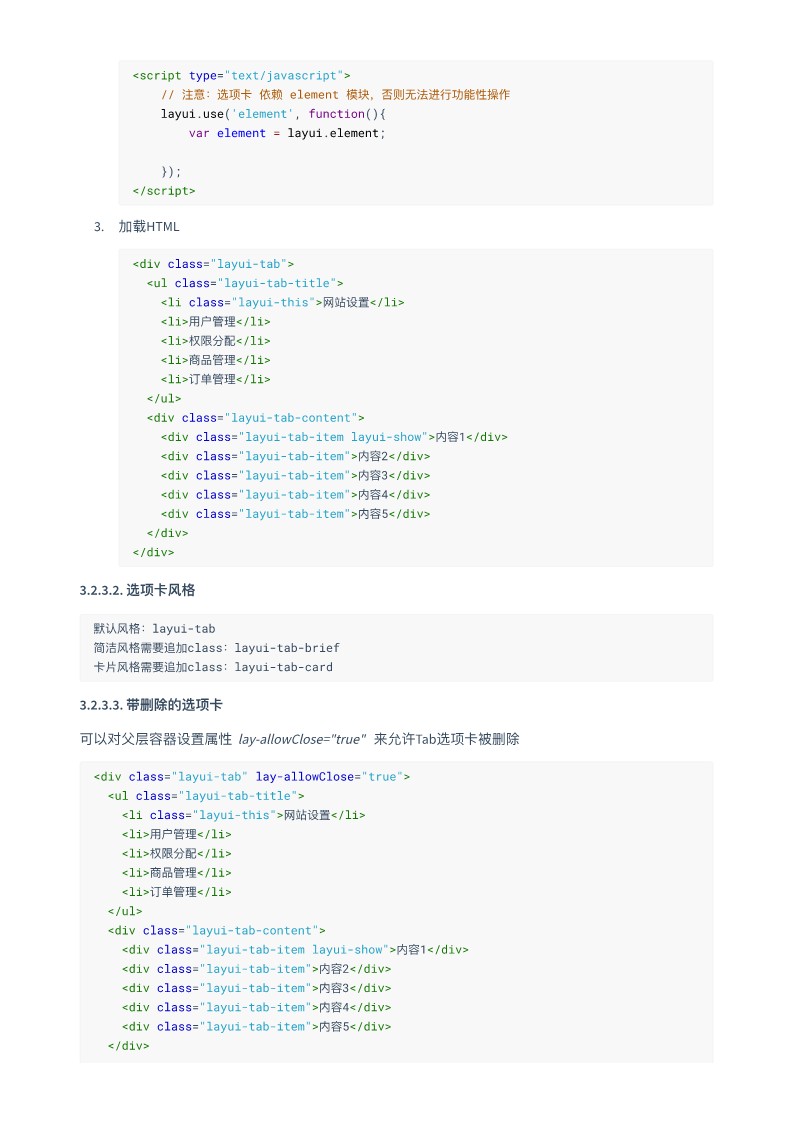 <script type="text/javascript">
    // 注意：选项卡 依赖 element 模块，否则无法进行功能性操作
    layui.use('element', function(){
        var element = layui.element;
    });
</script>
3. 加载HTML
<div class="layui-tab">
  <ul class="layui-tab-title">
    <li class="layui-this">网站设置</li>
    <li>用户管理</li>
    <li>权限分配</li>
    <li>商品管理</li>
    <li>订单管理</li>
  </ul>
  <div class="layui-tab-content">
    <div class="layui-tab-item layui-show">内容1</div>
    <div class="layui-tab-item">内容2</div>
    <div class="layui-tab-item">内容3</div>
    <div class="layui-tab-item">内容4</div>
    <div class="layui-tab-item">内容5</div>
  </div>
</div>
3.2.3.2. 选项卡风格
默认风格：layui-tab
简洁风格需要追加class：layui-tab-brief
卡片风格需要追加class：layui-tab-card
3.2.3.3. 带删除的选项卡
可以对父层容器设置属性 lay-allowClose="true" 来允许Tab选项卡被删除
<div class="layui-tab" lay-allowClose="true">
  <ul class="layui-tab-title">
    <li class="layui-this">网站设置</li>
    <li>用户管理</li>
    <li>权限分配</li>
    <li>商品管理</li>
    <li>订单管理</li>
  </ul>
  <div class="layui-tab-content">
    <div class="layui-tab-item layui-show">内容1</div>
    <div class="layui-tab-item">内容2</div>
    <div class="layui-tab-item">内容3</div>
    <div class="layui-tab-item">内容4</div>
    <div class="layui-tab-item">内容5</div>
  </div>